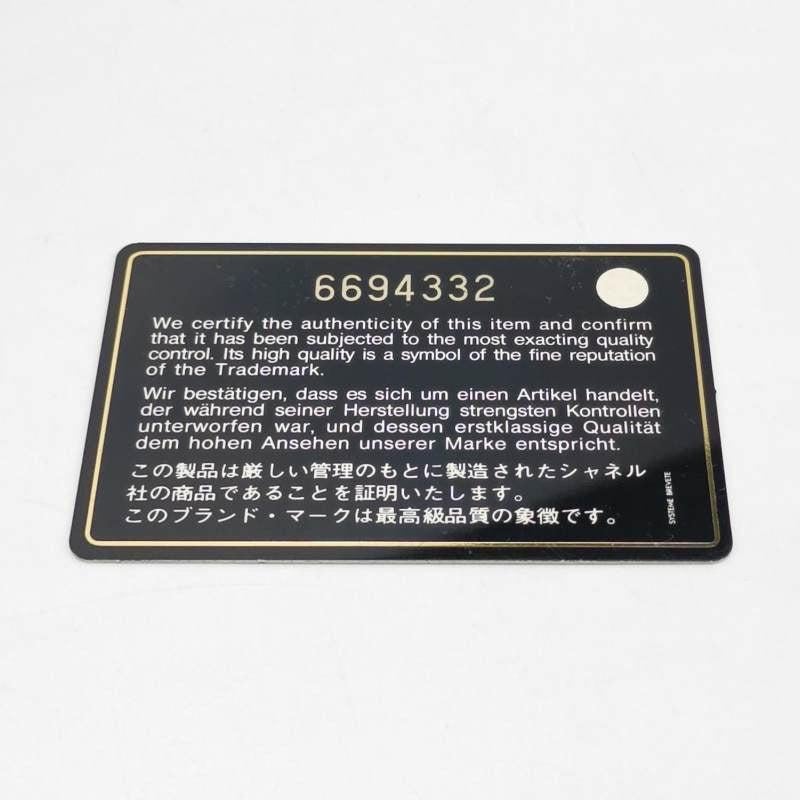 6694332
We certify the authenticity of this item and confirm
that it has been subjected to the most exacting quality
control. Its high quality is a symbol of the fine reputation
of the Trademark.
Wir bestätigen, dass es sich um einen Artikel handelt,
der während seiner Herstellung strengsten Kontrollen
unterworfen war, und dessen erstklassige Qualität
dem hohen Ansehen unserer Marke entspricht.
この製品は厳しい管理のもとに製造されたシャネル
社の商品であることを証明いたします。
このブランド・マークは最高級品質の象徴です。
SYSTEME BREVETE